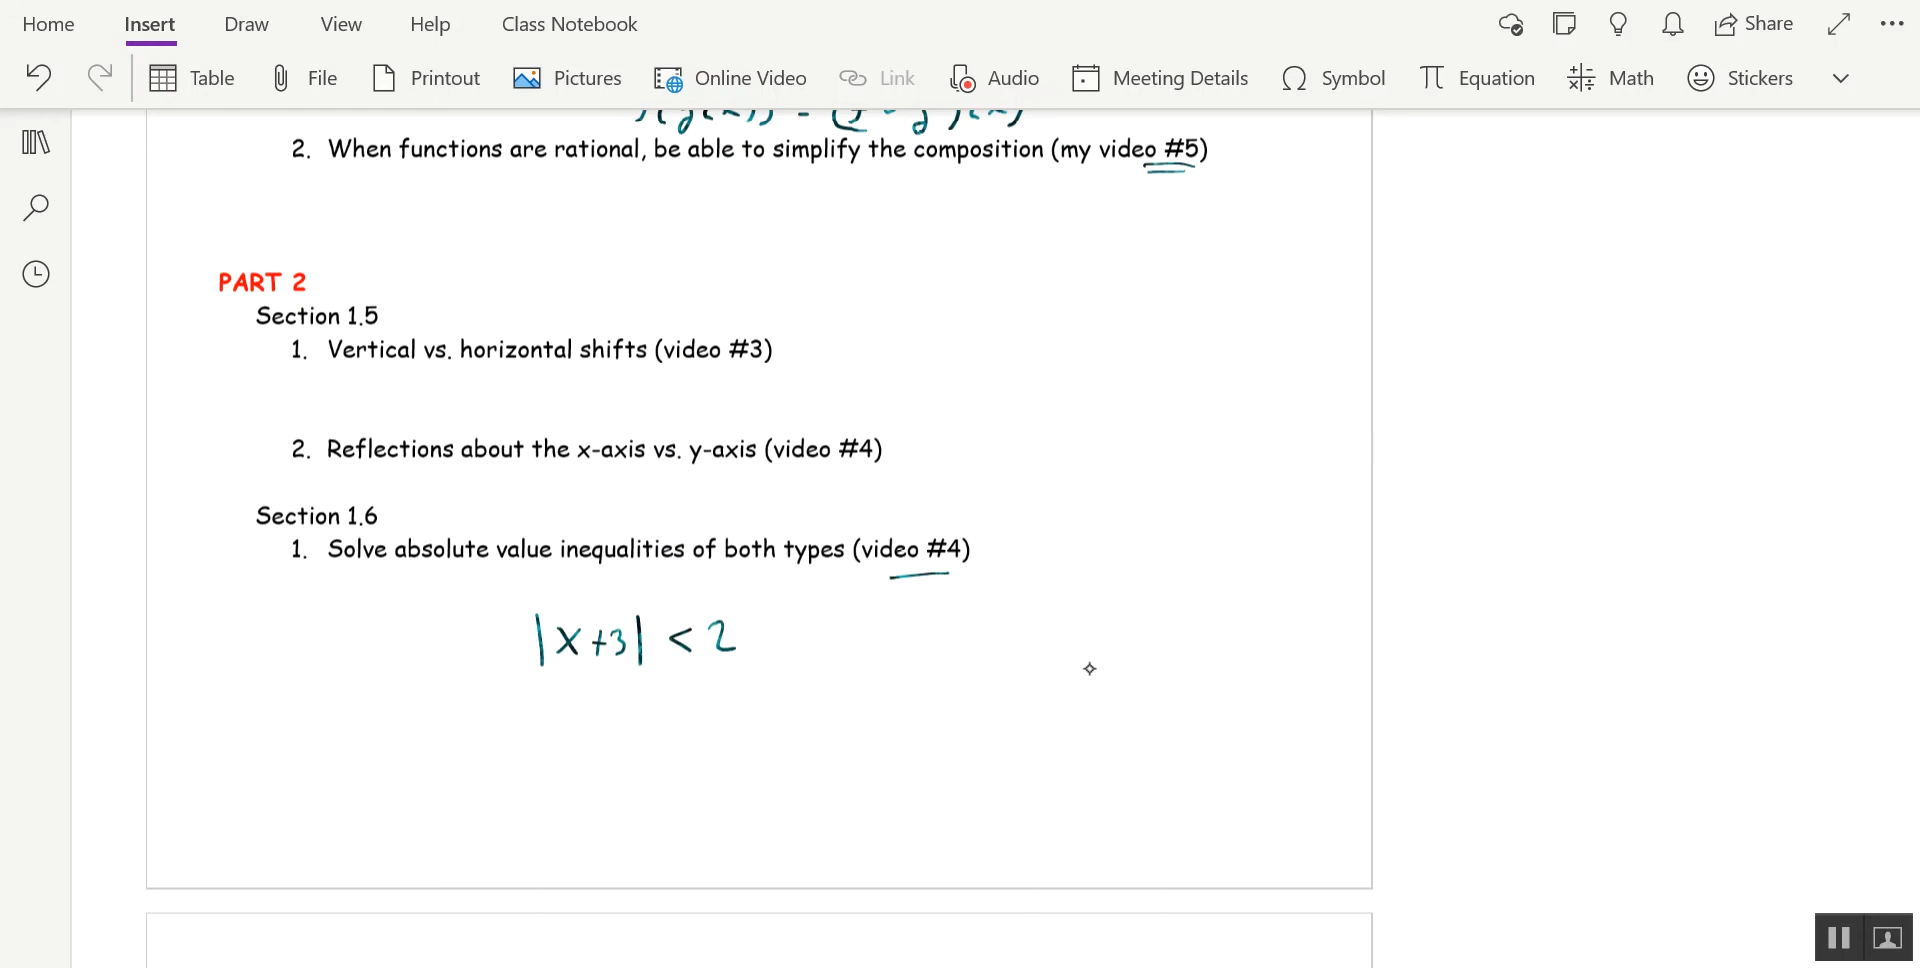 Home Insert Draw View Help Class Notebook Share
Table File Printout Pictures Online Video Link Audio Meeting Details Symbol Equation Math Stickers
2. When functions are rational, be able to simplify the composition (my video #5)
PART 2
Section 1.5
1. Vertical vs. horizontal shifts (video #3)
2. Reflections about the x-axis vs. y-axis (video #4)
Section 1.6
1. Solve absolute value inequalities of both types (video #4)
|x+3| < 2